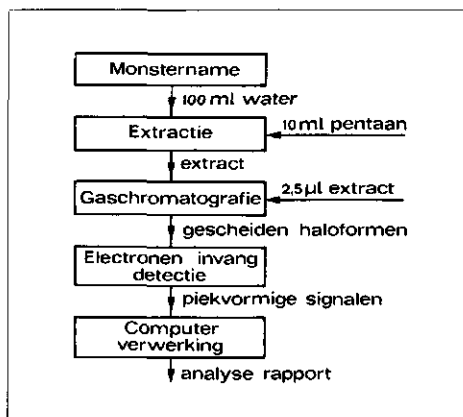 Monstername
100 ml water
10 ml pentaan
Extractie
extract
2,5 µl extract
Gaschromatografie
gescheiden haloformen
Electronen invang
detectie
piekvormige signalen
Computer
verwerking
analyse rapport